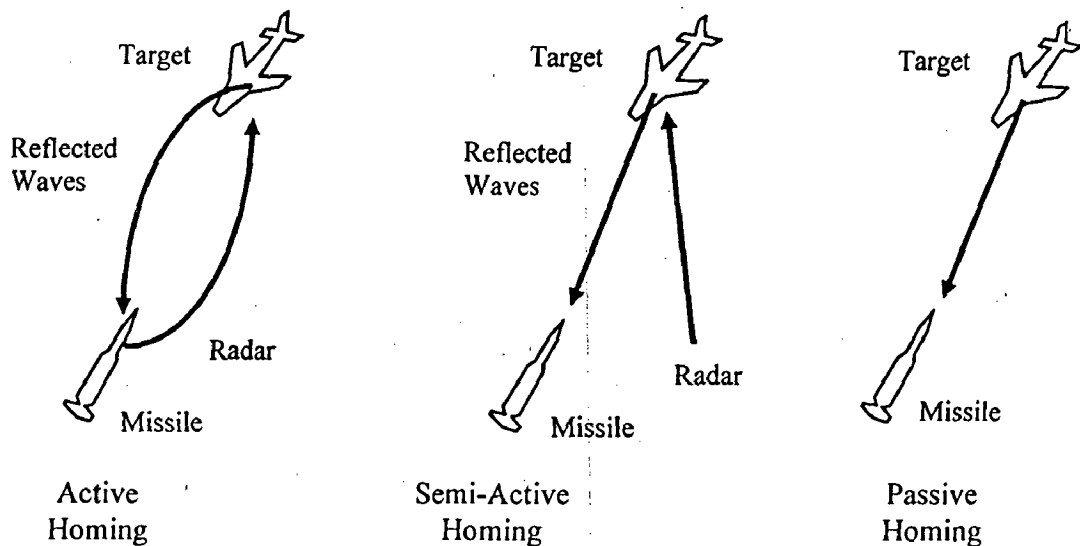 Target
Reflected
Waves
Radar
Missile
Active
Homing
Target
Reflected
Waves
Radar
Missile
Semi-Active
Homing
Target
Missile
Passive
Homing